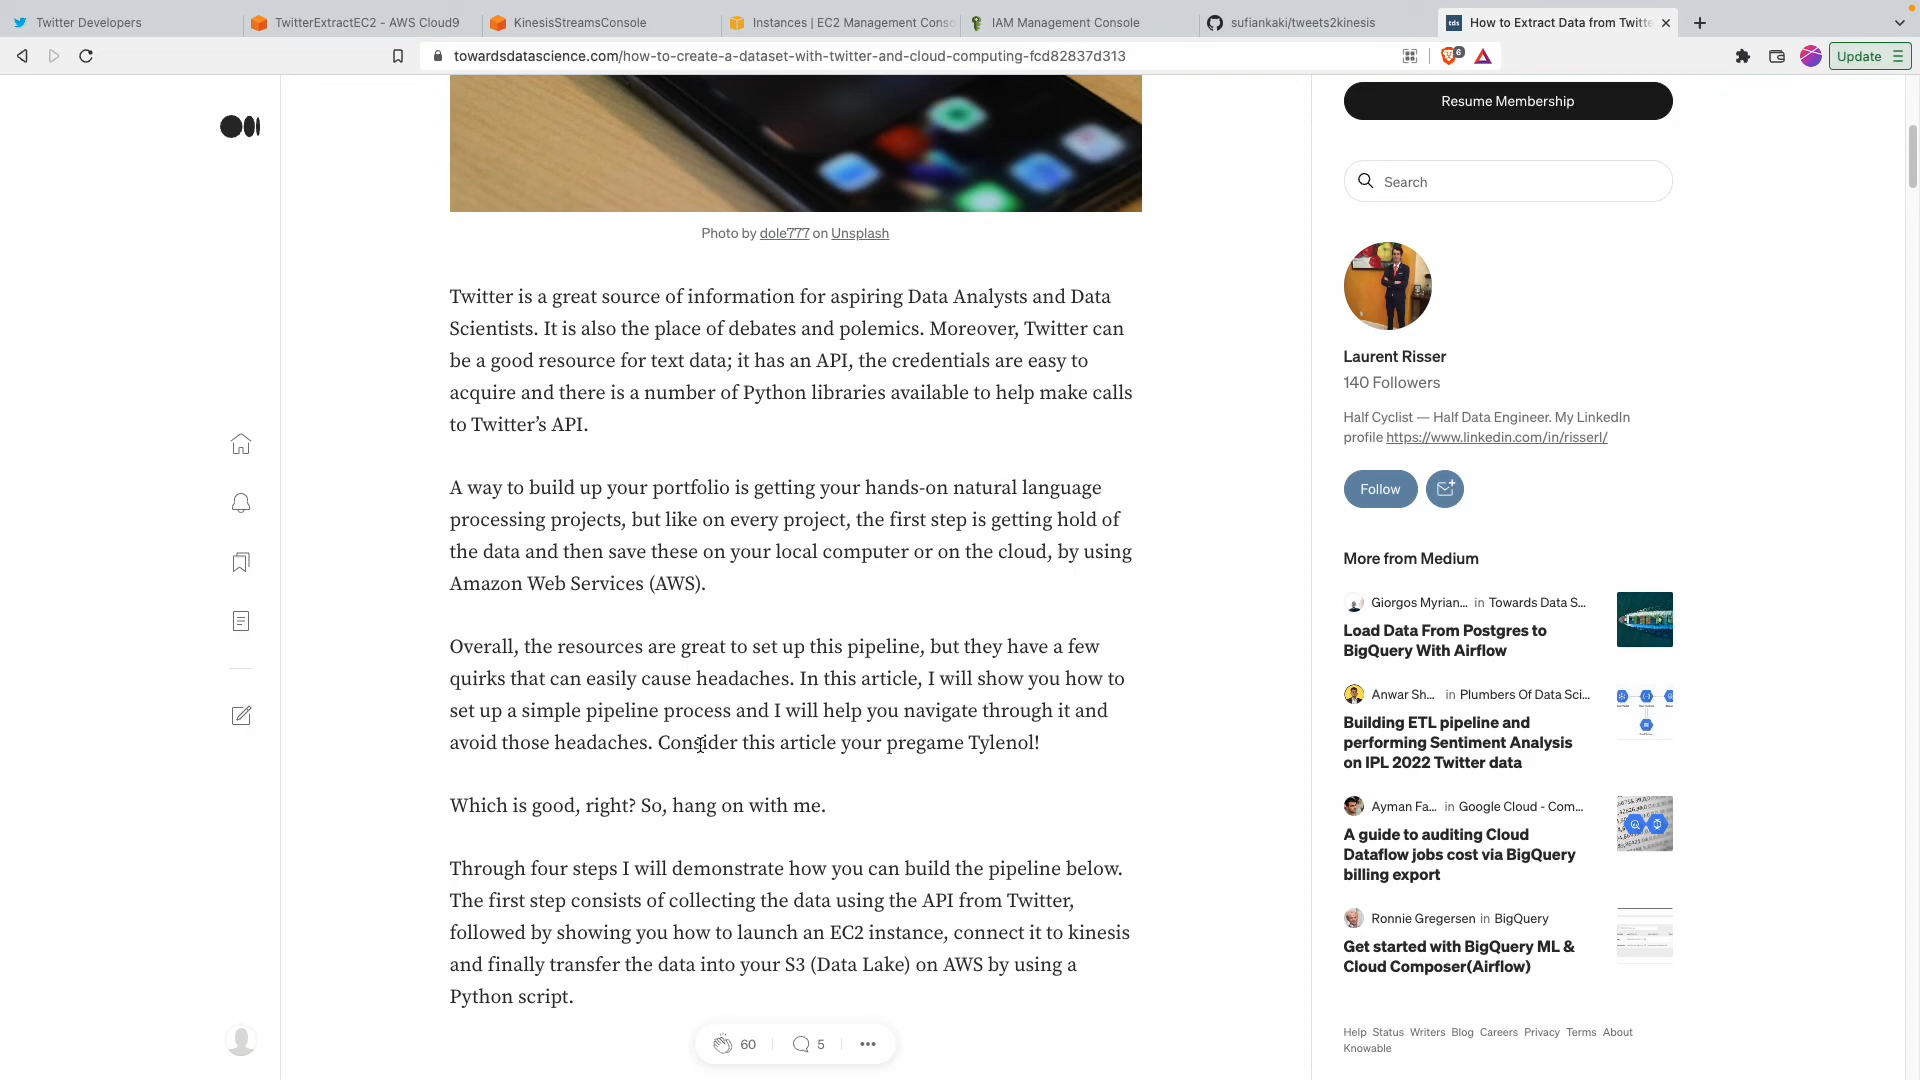 Twitter Developers
TwitterExtractEC2 - AWS Cloud9
KinesisStreamsConsole
Instances | EC2 Management Conso
IAM Management Console
sufiankaki/tweets2kinesis
tds How to Extract Data from Twitte
towardsdatascience.com/how-to-create-a-dataset-with-twitter-and-cloud-computing-fcd82837d313
6
Update
Photo by dole777 on Unsplash
Twitter is a great source of information for aspiring Data Analysts and Data
Scientists. It is also the place of debates and polemics. Moreover, Twitter can
be a good resource for text data; it has an API, the credentials are easy to
acquire and there is a number of Python libraries available to help make calls
to Twitter’s API.
A way to build up your portfolio is getting your hands-on natural language
processing projects, but like on every project, the first step is getting hold of
the data and then save these on your local computer or on the cloud, by using
Amazon Web Services (AWS).
Overall, the resources are great to set up this pipeline, but they have a few
quirks that can easily cause headaches. In this article, I will show you how to
set up a simple pipeline process and I will help you navigate through it and
avoid those headaches. Consider this article your pregame Tylenol!
Which is good, right? So, hang on with me.
Through four steps I will demonstrate how you can build the pipeline below.
The first step consists of collecting the data using the API from Twitter,
followed by showing you how to launch an EC2 instance, connect it to kinesis
and finally transfer the data into your S3 (Data Lake) on AWS by using a
Python script.
60
5
Resume Membership
Search
Laurent Risser
140 Followers
Half Cyclist — Half Data Engineer. My LinkedIn
profile https://www.linkedin.com/in/risserl/
Follow
More from Medium
Giorgos Myrian... in Towards Data S...
Load Data From Postgres to
BigQuery With Airflow
Anwar Sh... in Plumbers Of Data Sci...
Building ETL pipeline and
performing Sentiment Analysis
on IPL 2022 Twitter data
Ayman Fa... in Google Cloud - Com...
A guide to auditing Cloud
Dataflow jobs cost via BigQuery
billing export
Ronnie Gregersen in BigQuery
Get started with BigQuery ML &
Cloud Composer(Airflow)
Help Status Writers Blog Careers Privacy Terms About
Knowable